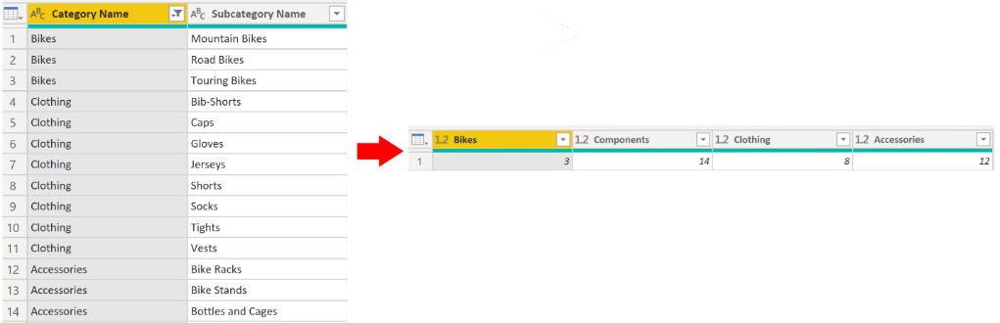 ABC Category Name ABC Subcategory Name
1 Bikes Mountain Bikes
2 Bikes Road Bikes
3 Bikes Touring Bikes
4 Clothing Bib-Shorts
5 Clothing Caps
6 Clothing Gloves
7 Clothing Jerseys
8 Clothing Shorts
9 Clothing Socks
10 Clothing Tights
11 Clothing Vests
12 Accessories Bike Racks
13 Accessories Bike Stands
14 Accessories Bottles and Cages
1.2 Bikes 1.2 Components 1.2 Clothing 1.2 Accessories
1 3 14 8 12